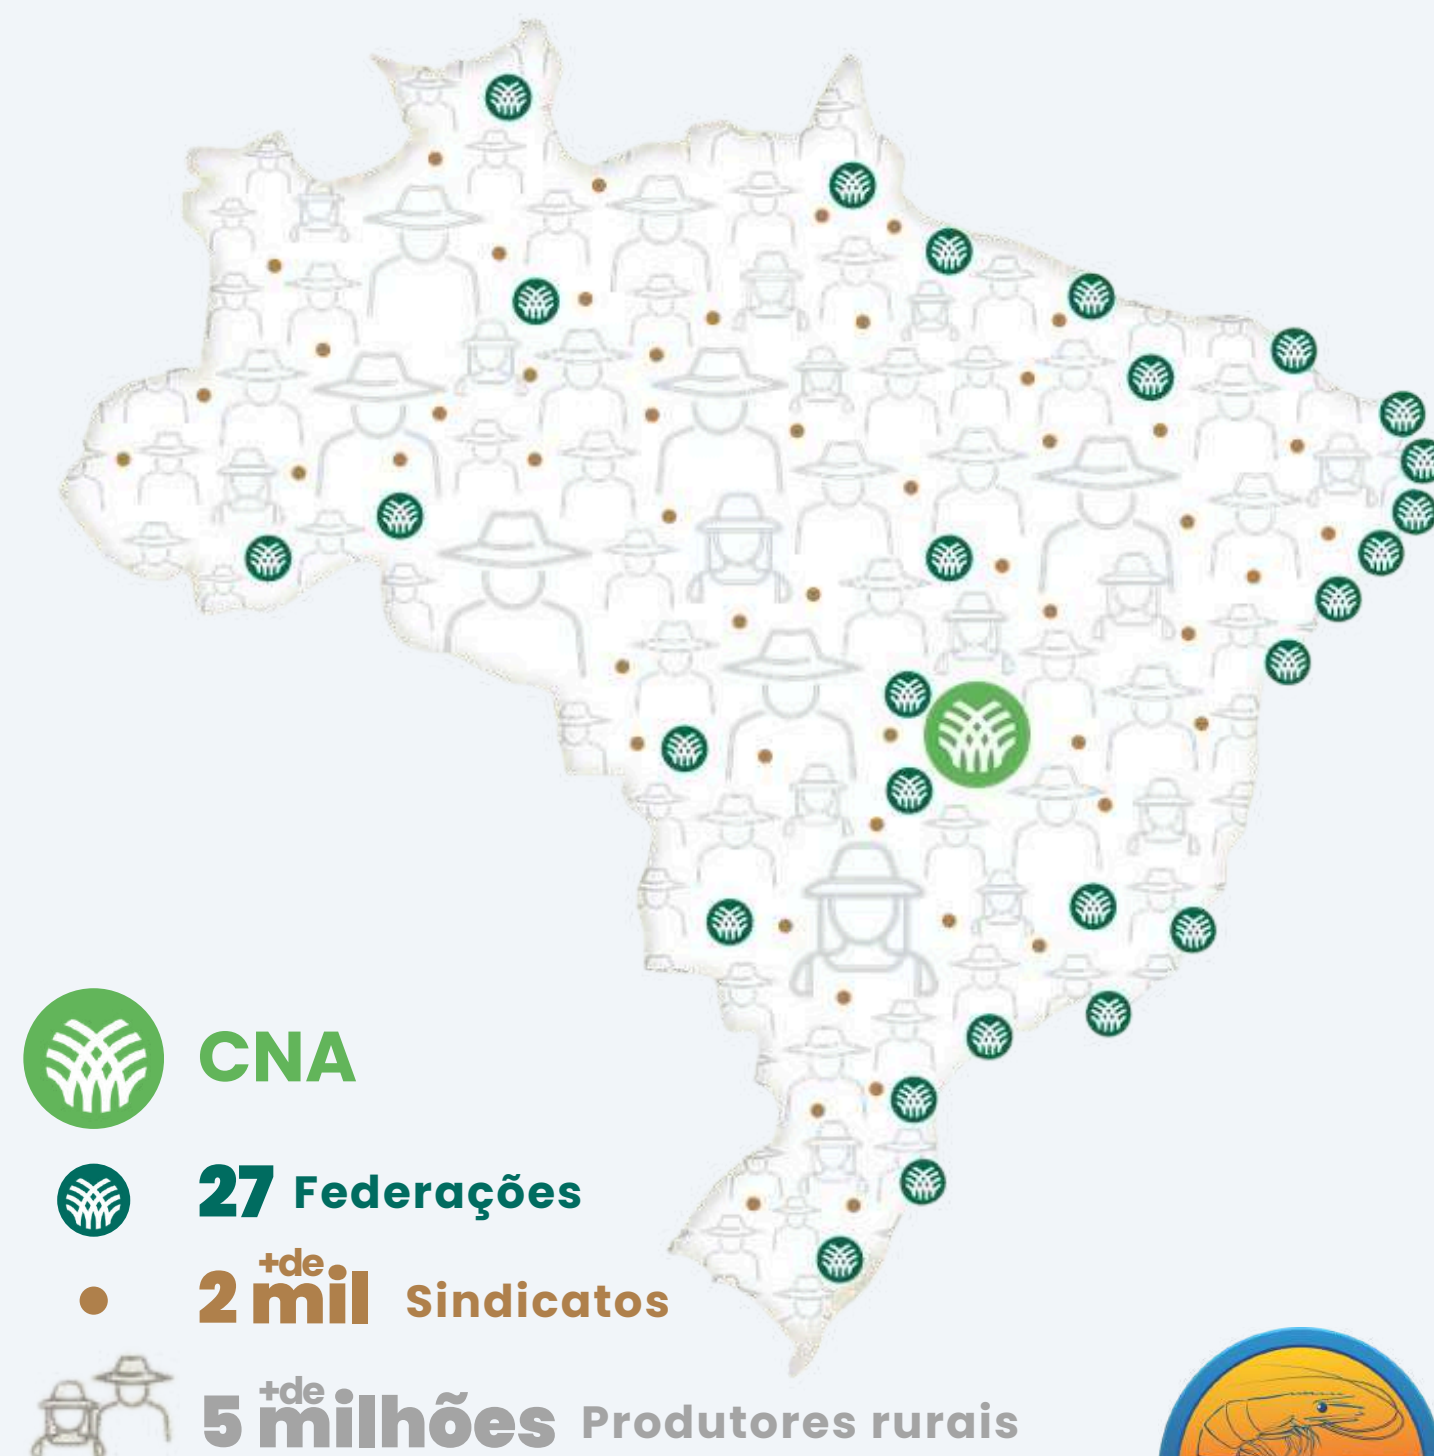 CNA
27 Federações
2 +de mil Sindicatos
5 +de milhões Produtores rurais